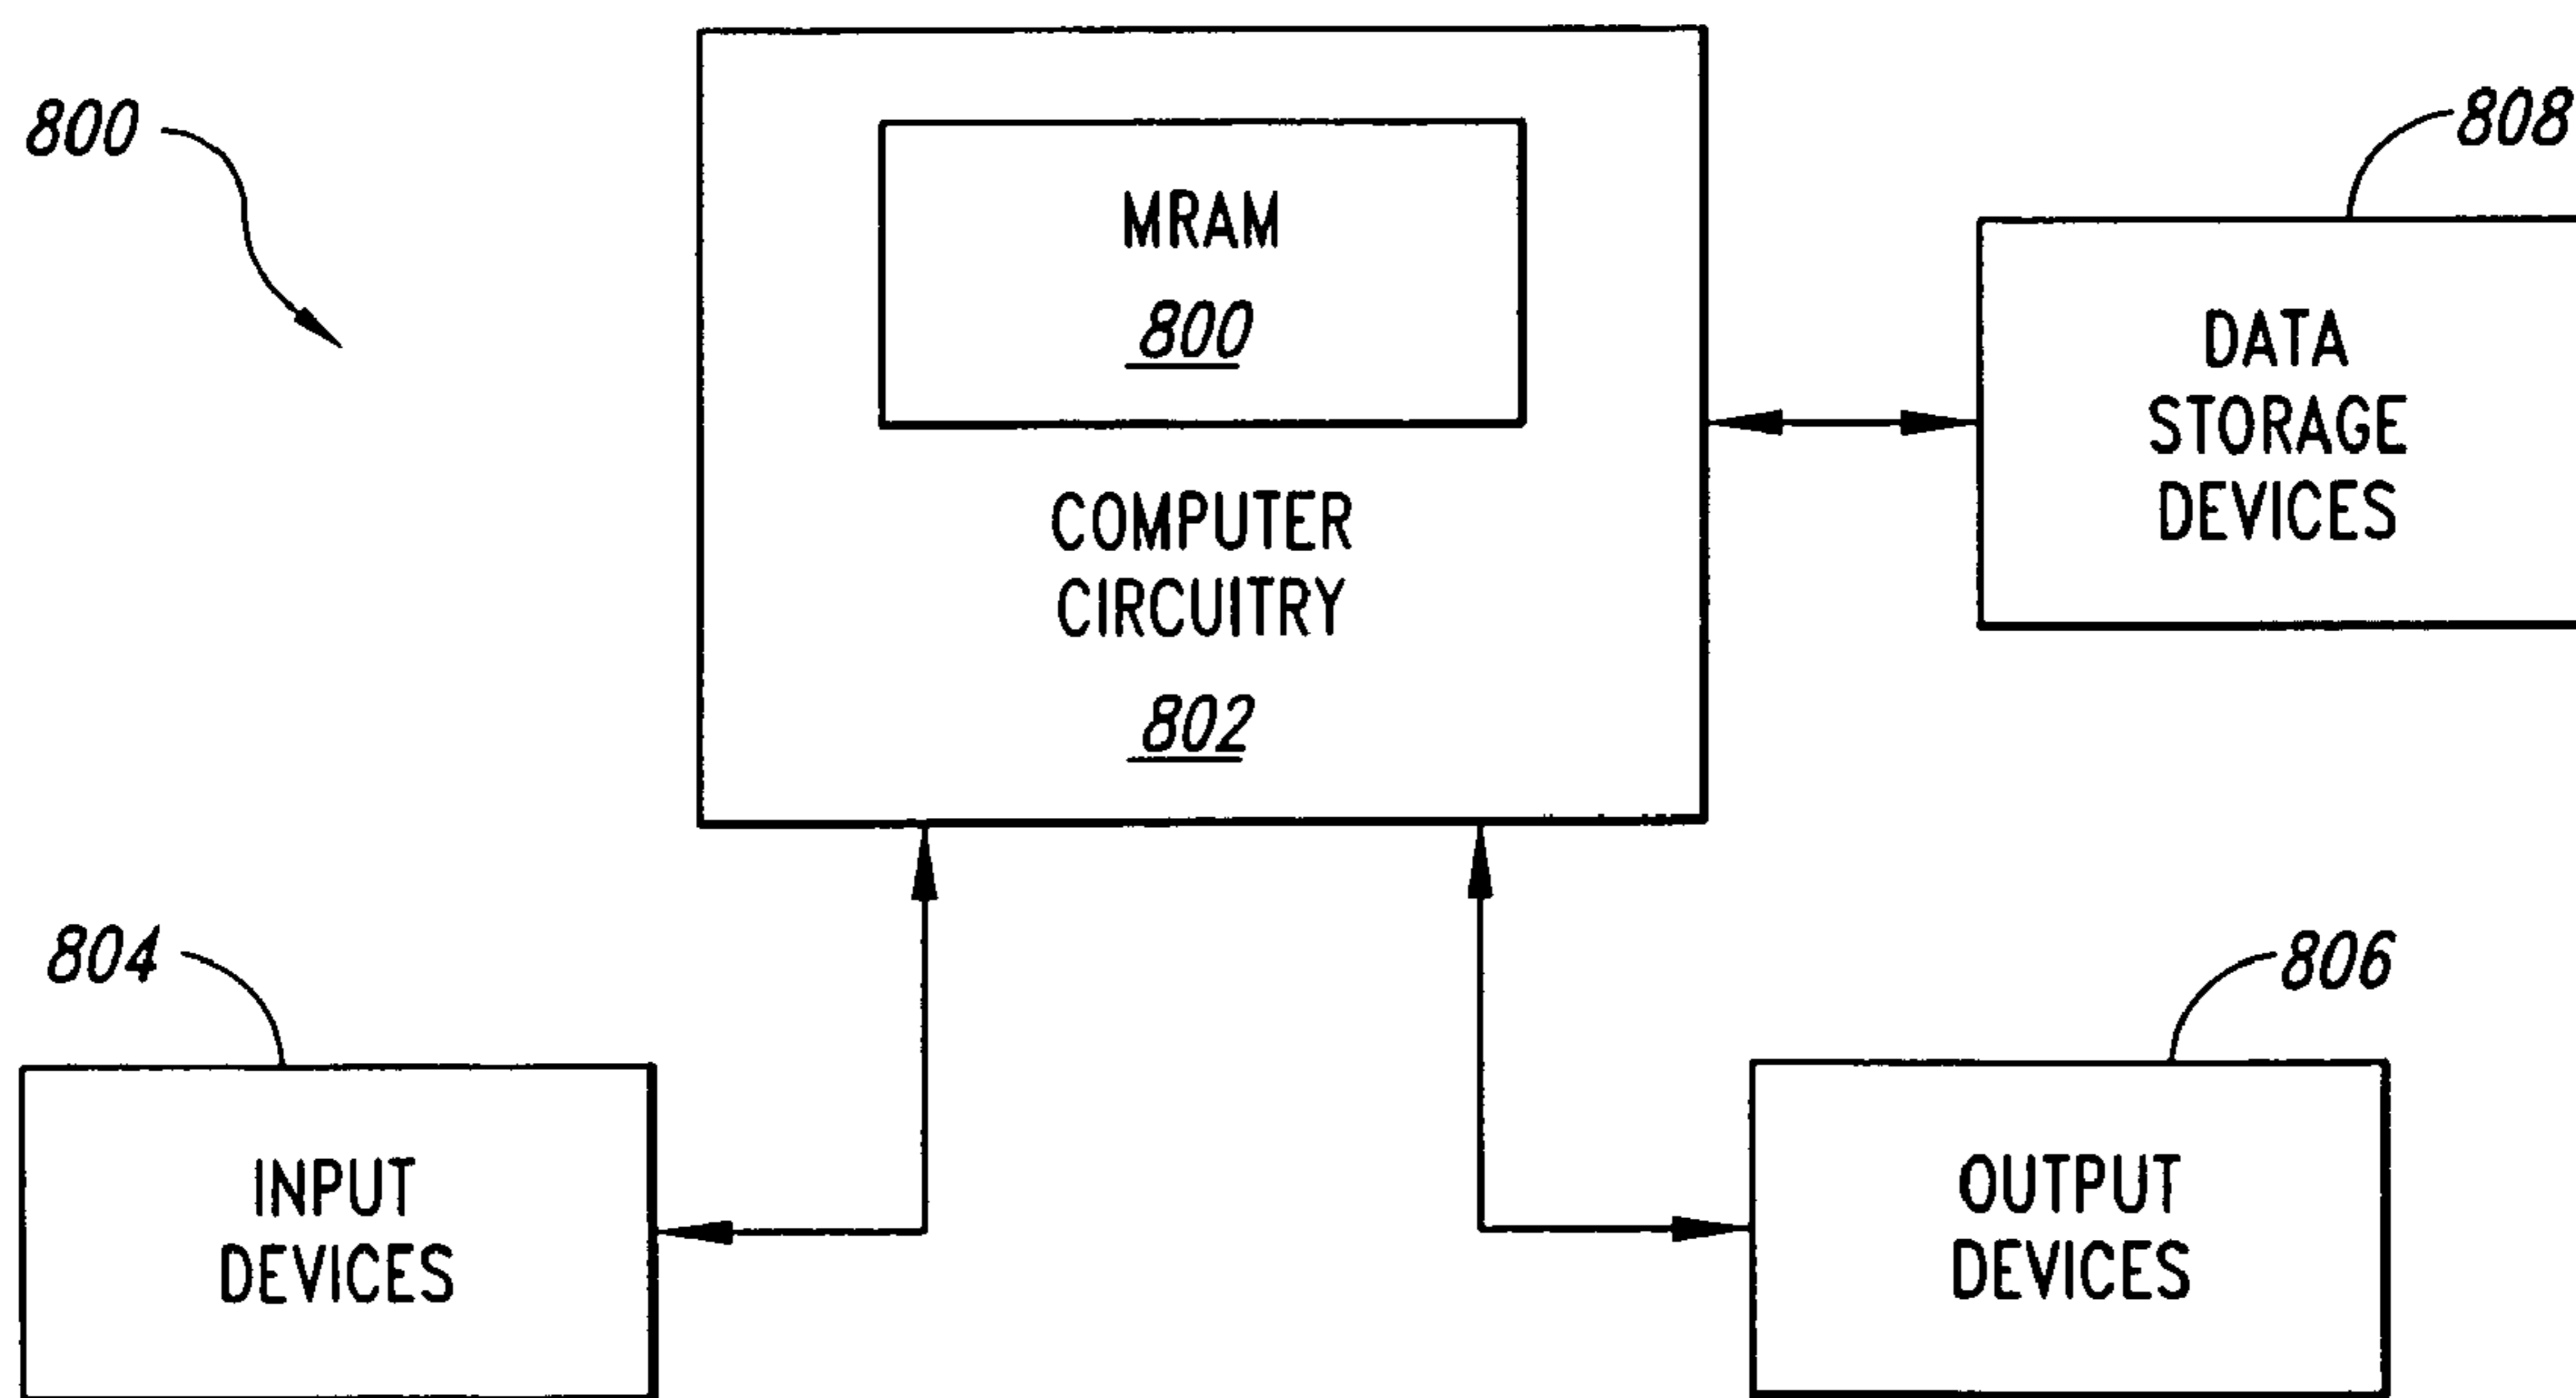 800
808
MRAM
800
DATA
STORAGE
DEVICES
COMPUTER
CIRCUITRY
802
804
806
INPUT
DEVICES
OUTPUT
DEVICES